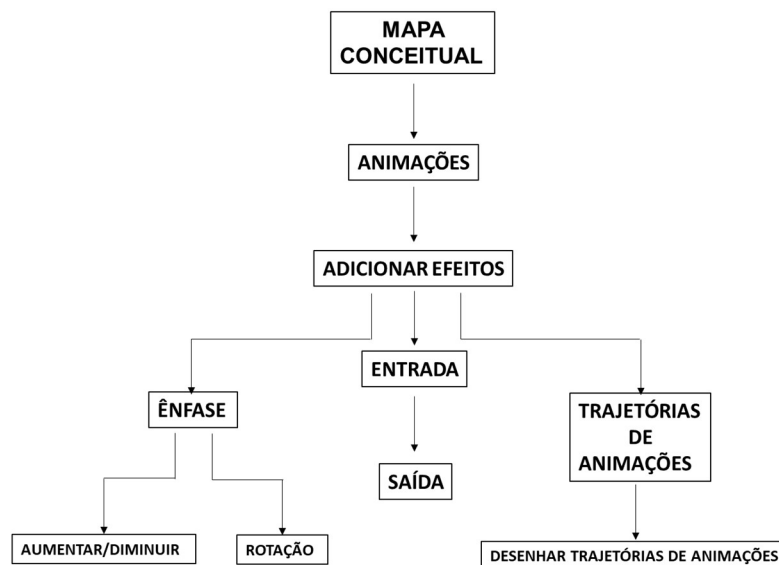 MAPA
CONCEITUAL
ANIMAÇÕES
ADICIONAR EFEITOS
ENTRADA
ÊNFASE
TRAJETÓRIAS
DE
ANIMAÇÕES
SAÍDA
AUMENTAR/DIMINUIR
ROTAÇÃO
DESENHAR TRAJETÓRIAS DE ANIMAÇÕES